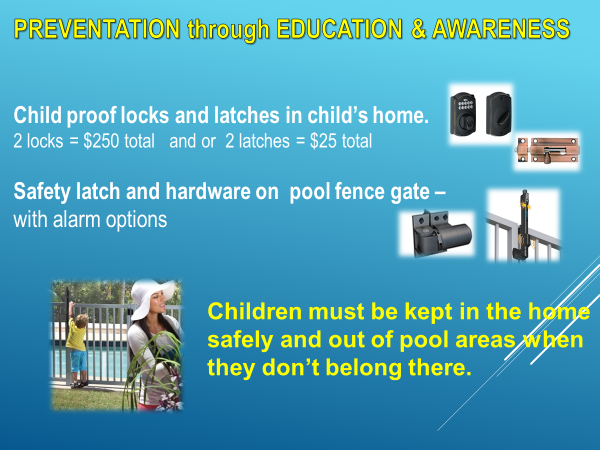 PREVENTATION through EDUCATION & AWARENESS
Child proof locks and latches in child's home.
2 locks = $250 total and or 2 latches = $25 total
Safety latch and hardware on pool fence gate –
with alarm options
Children must be kept in the home
safely and out of pool areas when
they don't belong there.